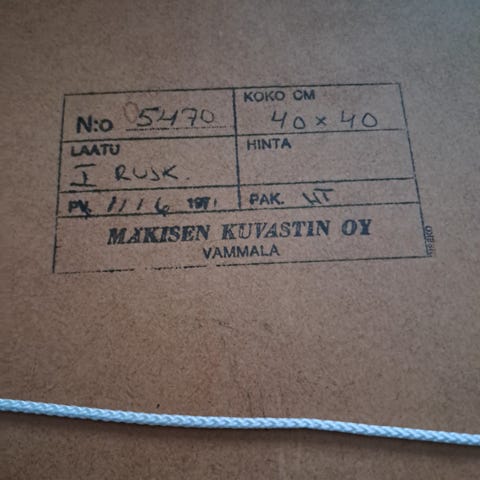 N:o 5470
KOKO CM
40 x 40
LAATU
I RUSK.
HINTA
PV. 11/6 1971
PAK. HT
MÄKISEN KUVASTIN OY
VAMMALA